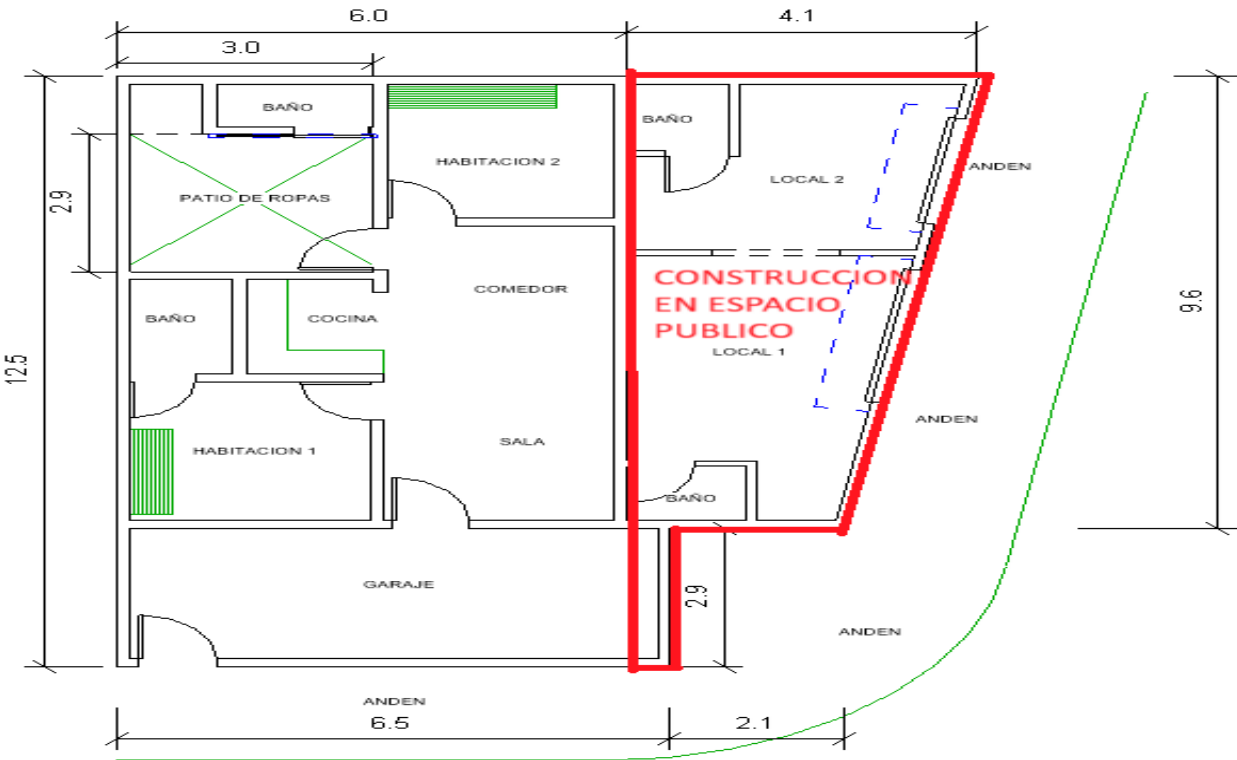 6.0
4.1
3.0
BAÑO
BAÑO
HABITACION 2
ANDEN
LOCAL 2
PATIO DE ROPAS
2.9
CONSTRUCCION
EN ESPACIO
PUBLICO
COMEDOR
9.6
BAÑO
COCINA
LOCAL 1
12.5
ANDEN
SALA
HABITACION 1
BAÑO
GARAJE
2.9
ANDEN
ANDEN
6.5
2.1